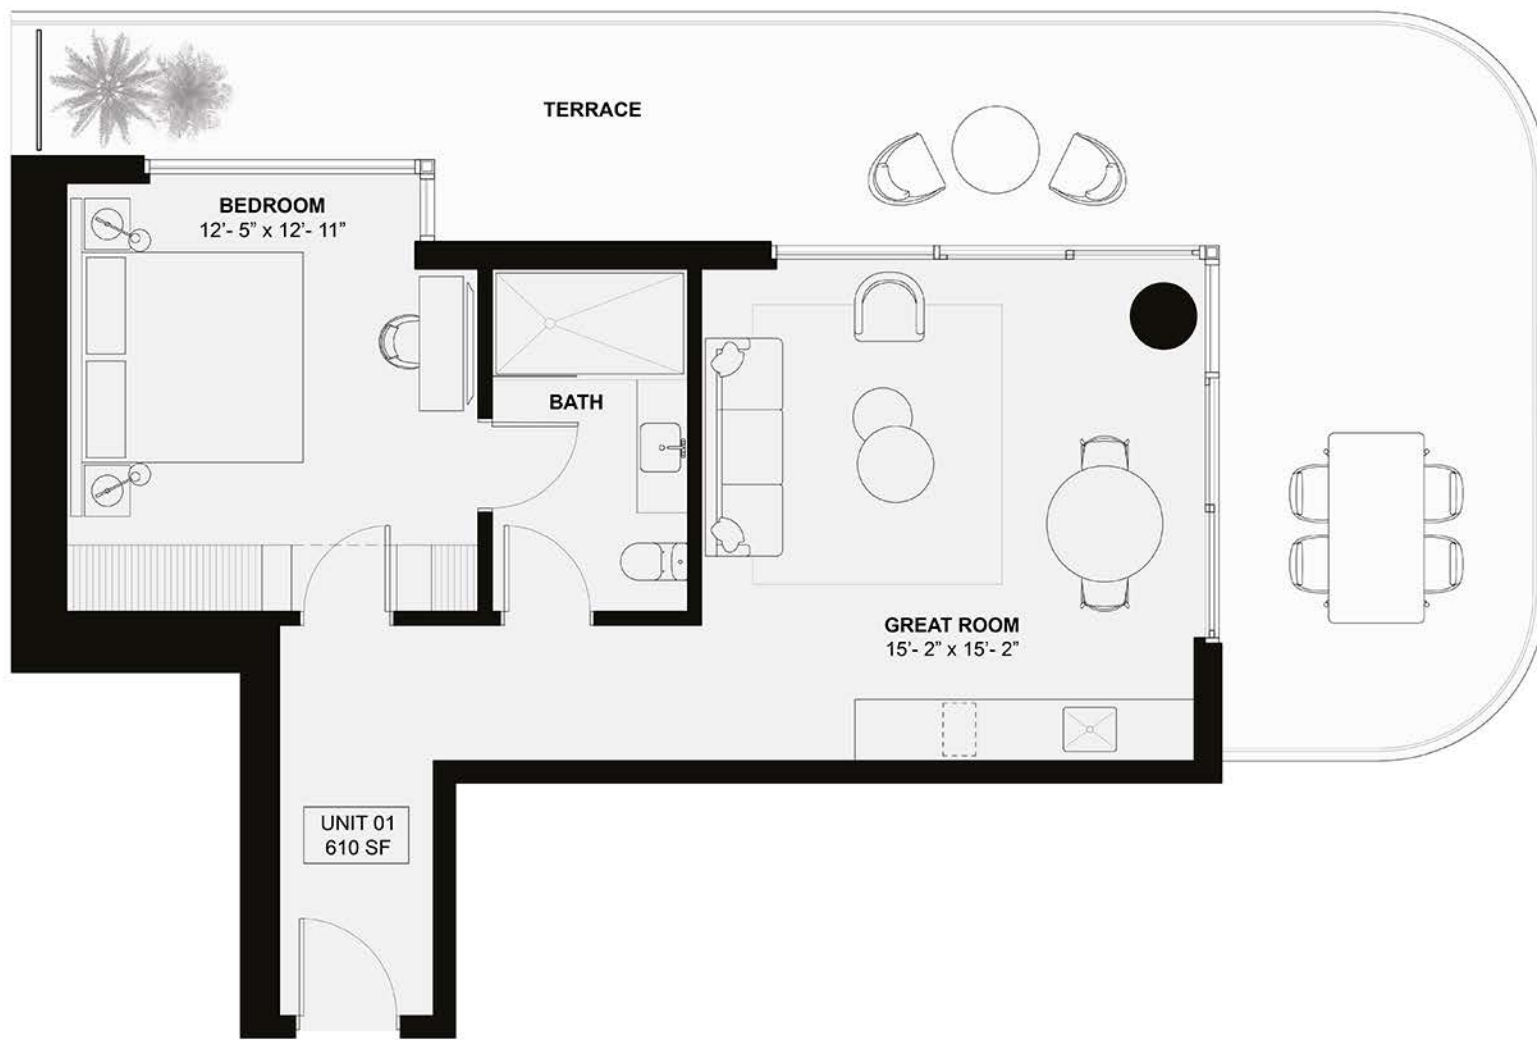 TERRACE
BEDROOM
12'- 5” x 12'- 11”
BATH
GREAT ROOM
15'- 2” x 15'- 2”
UNIT 01
610 SF